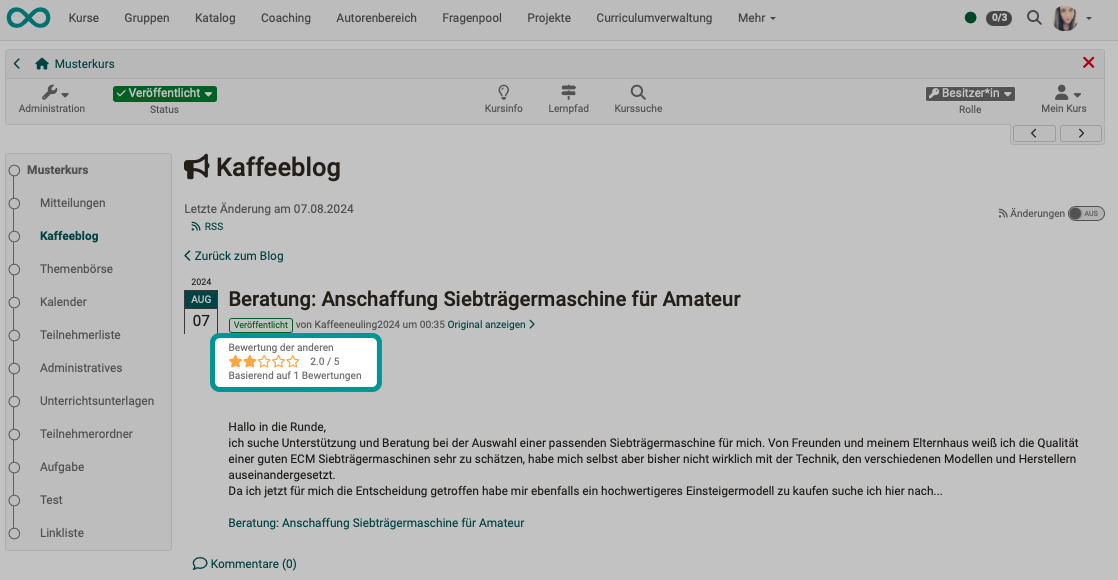 Kurse Gruppen Katalog Coaching Autorenbereich Fragenpool Projekte Curriculumverwaltung Mehr 0/3
Musterkurs
Administration
Veröffentlicht
Status
Kursinfo
Lernpfad
Kurssuche
Besitzer*in
Rolle
Mein Kurs
Musterkurs
Mitteilungen
Kaffeeblog
Themenbörse
Kalender
Teilnehmerliste
Administratives
Unterrichtsunterlagen
Teilnehmerordner
Aufgabe
Test
Linkliste
Kaffeeblog
Letzte Änderung am 07.08.2024
RSS
Änderungen AUS
Zurück zum Blog
2024
AUG
07
Beratung: Anschaffung Siebträgermaschine für Amateur
Veröffentlicht von Kaffeeneuling2024 um 00:35 Original anzeigen
Bewertung der anderen
2.0 / 5
Basierend auf 1 Bewertungen
Hallo in die Runde,
ich suche Unterstützung und Beratung bei der Auswahl einer passenden Siebträgermaschine für mich. Von Freunden und meinem Elternhaus weiß ich die Qualität
einer guten ECM Siebträgermaschinen sehr zu schätzen, habe mich selbst aber bisher nicht wirklich mit der Technik, den verschiedenen Modellen und Herstellern
auseinandergesetzt.
Da ich jetzt für mich die Entscheidung getroffen habe mir ebenfalls ein hochwertigeres Einsteigermodell zu kaufen suche ich hier nach...
Beratung: Anschaffung Siebträgermaschine für Amateur
Kommentare (0)